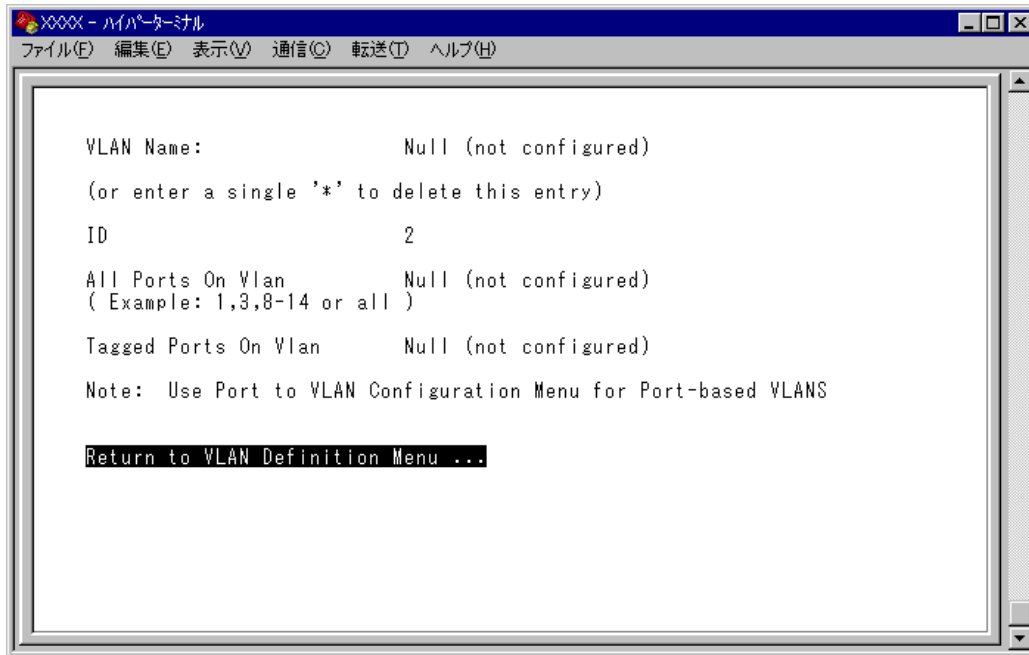 XXXX - ハイパーターミナル
ファイル(F) 編集(E) 表示(V) 通信(C) 転送(T) ヘルプ(H)
VLAN Name: Null (not configured)
(or enter a single '*' to delete this entry)
ID 2
All Ports On Vlan Null (not configured)
( Example: 1,3,8-14 or all )
Tagged Ports On Vlan Null (not configured)
Note: Use Port to VLAN Configuration Menu for Port-based VLANS
Return to VLAN Definition Menu ...